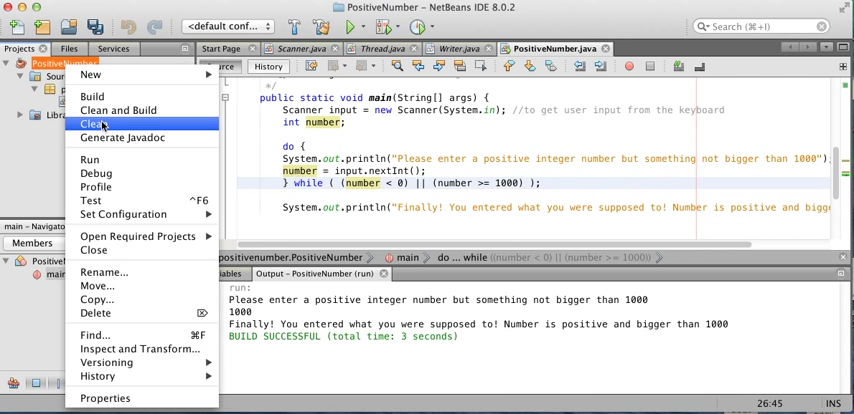 PositiveNumber - NetBeans IDE 8.0.2
<default conf...
Search (⌘+I)
Projects
Files
Services
Start Page
Scanner.java
Thread.java
Writer.java
PositiveNumber.java
PositiveNumber
Sour
p
Libra
History
*/
public static void main(String[] args) {
Scanner input = new Scanner(System.in); //to get user input from the keyboard
int number;
do {
System.out.println("Please enter a positive integer number but something not bigger than 1000");
number = input.nextInt();
} while ( (number < 0) || (number >= 1000) );
System.out.println("Finally! You entered what you were supposed to! Number is positive and bigg
New
Build
Clean and Build
Clean
Generate Javadoc
Run
Debug
Profile
Test ^F6
Set Configuration
Open Required Projects
Close
Rename...
Move...
Copy...
Delete
Find... ⌘F
Inspect and Transform...
Versioning
History
Properties
main - Navigato
Members
PositiveN
main
positivenumber.PositiveNumber
main
do ... while ((number < 0) || (number >= 1000))
iables
Output - PositiveNumber (run)
run:
Please enter a positive integer number but something not bigger than 1000
1000
Finally! You entered what you were supposed to! Number is positive and bigger than 1000
BUILD SUCCESSFUL (total time: 3 seconds)
26:45
INS